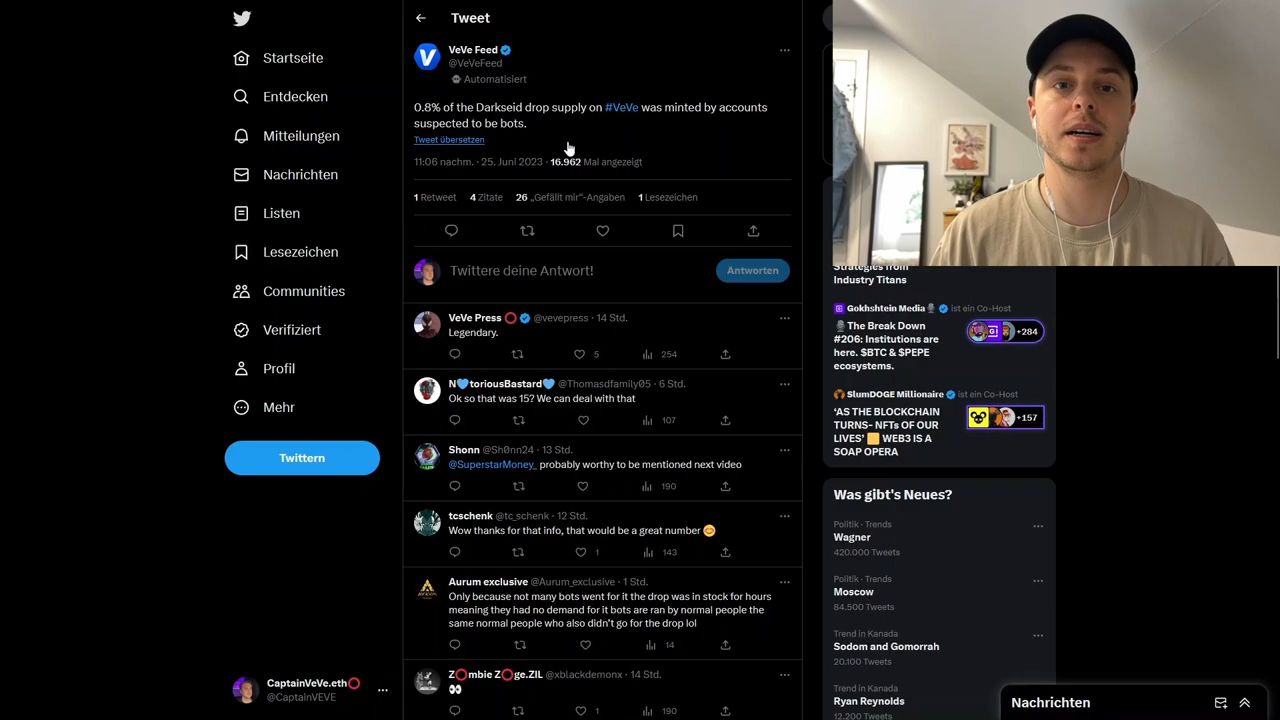 Startseite
Entdecken
Mitteilungen
Nachrichten
Listen
Lesezeichen
Communities
Verifiziert
Profil
Mehr
Twittern
CaptainVeVe.eth⭕
@CaptainVEVE
Tweet
VeVe Feed
@VeVeFeed
Automatisiert
0.8% of the Darkseid drop supply on #VeVe was minted by accounts
suspected to be bots.
Tweet übersetzen
11:06 nachm. · 25. Juni 2023 · 16.962 Mal angezeigt
1 Retweet 4 Zitate 26 „Gefällt mir“-Angaben 1 Lesezeichen
Twittere deine Antwort!
Antworten
VeVe Press ⭕ @vevepress · 14 Std.
Legendary.
5 254
N💙toriousBastard💙 @Thomasdfamily05 · 6 Std.
Ok so that was 15? We can deal with that
107
Shonn @Sh0nn24 · 13 Std.
@SuperstarMoney_ probably worthy to be mentioned next video
190
tcschenk @tc_schenk · 12 Std.
Wow thanks for that info, that would be a great number 😊
1 143
Aurum exclusive @Aurum_exclusive · 1 Std.
Only because not many bots went for it the drop was in stock for hours
meaning they had no demand for it bots are ran by normal people the
same normal people who also didn't go for the drop lol
14
Z⭕mbie Z⭕ge.ZIL @xblackdemonx · 14 Std.
👀
1 190
Strategies from
Industry Titans
Gokhshtein Media🎙️ ist ein Co-Host
🎙️The Break Down
#206: Institutions are
here. $BTC & $PEPE
ecosystems.
+284
SlumDOGE Millionaire ist ein Co-Host
‘AS THE BLOCKCHAIN
TURNS- NFTs OF OUR
LIVES’ 🟨 WEB3 IS A
SOAP OPERA
+157
Was gibt's Neues?
Politik · Trends
Wagner
420.000 Tweets
Politik · Trends
Moscow
84.500 Tweets
Trend in Kanada
Sodom and Gomorrah
20.100 Tweets
Trend in Kanada
Ryan Reynolds
12.200 Tweets
Nachrichten